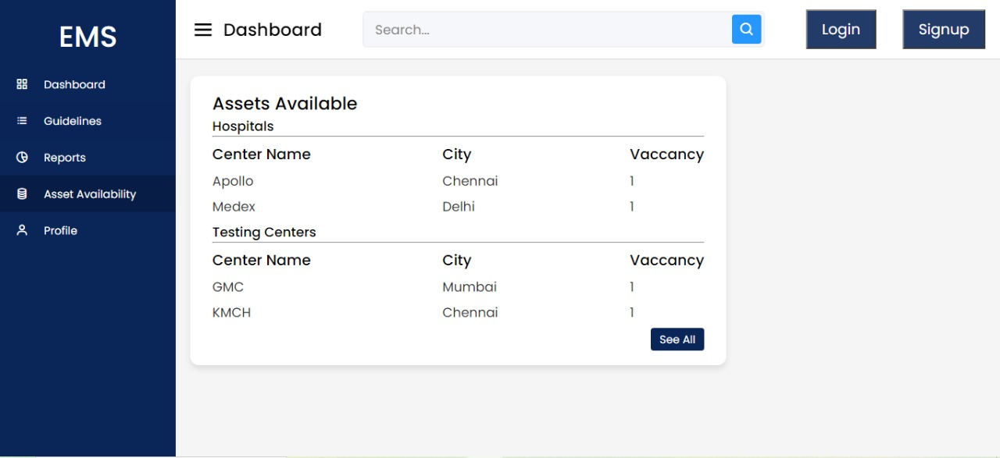 EMS
Dashboard
Guidelines
Reports
Asset Availability
Profile
Dashboard Search... Login Signup
Assets Available
Hospitals
Center Name City Vaccancy
Apollo Chennai 1
Medex Delhi 1
Testing Centers
Center Name City Vaccancy
GMC Mumbai 1
KMCH Chennai 1
See All